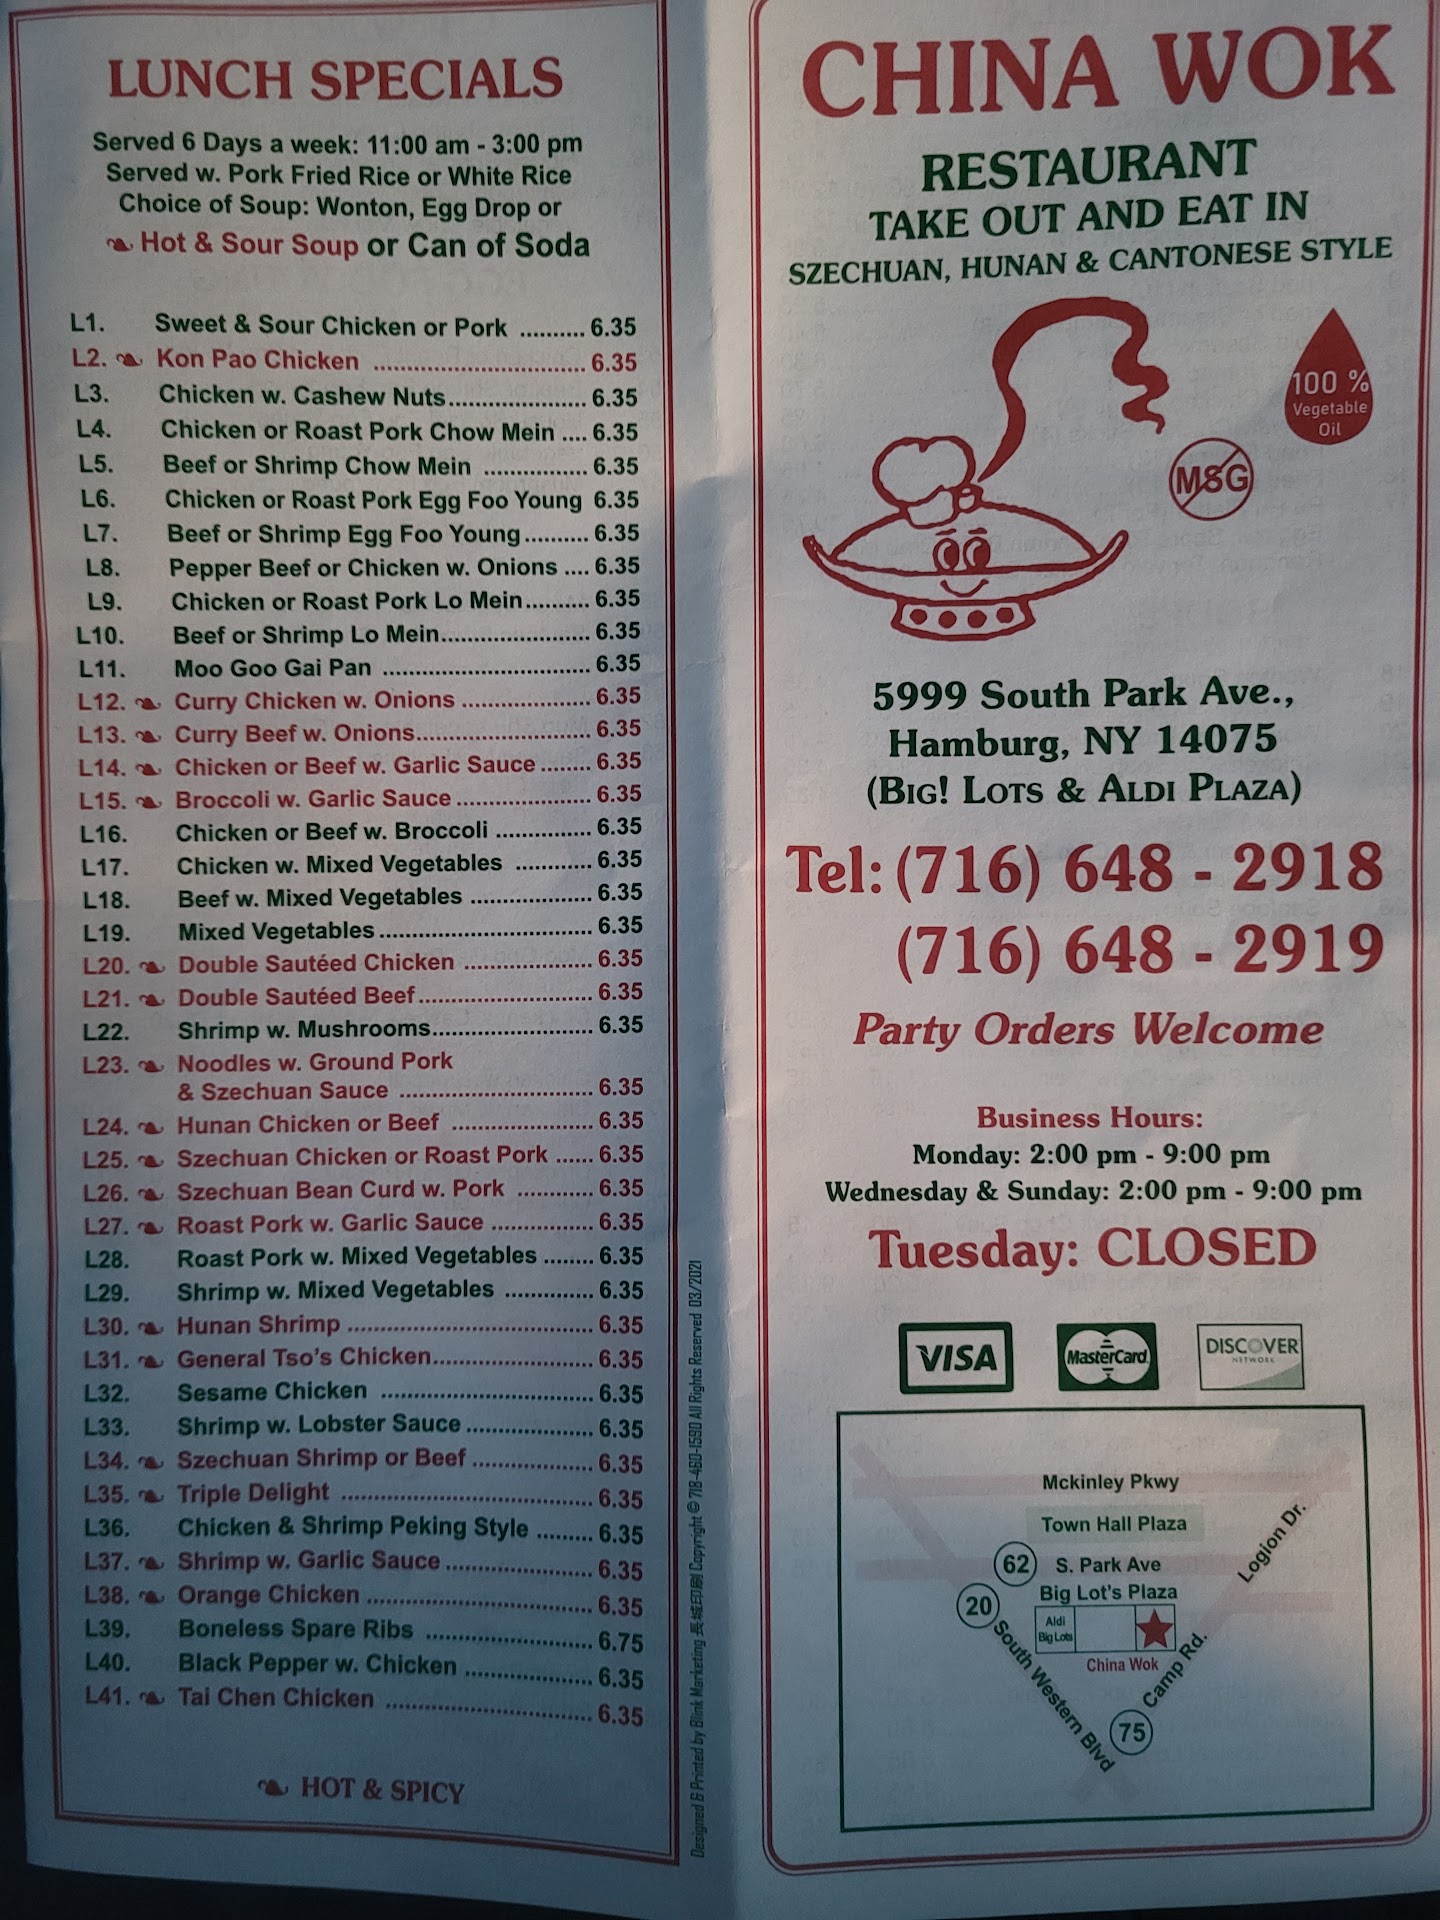 LUNCH SPECIALS
Served 6 Days a week: 11:00 am - 3:00 pm
Served w. Pork Fried Rice or White Rice
Choice of Soup: Wonton, Egg Drop or
Hot & Sour Soup or Can of Soda
L1. Sweet & Sour Chicken or Pork .......... 6.35
L2. Kon Pao Chicken ................................ 6.35
L3. Chicken w. Cashew Nuts..................... 6.35
L4. Chicken or Roast Pork Chow Mein .... 6.35
L5. Beef or Shrimp Chow Mein ................ 6.35
L6. Chicken or Roast Pork Egg Foo Young 6.35
L7. Beef or Shrimp Egg Foo Young.......... 6.35
L8. Pepper Beef or Chicken w. Onions .... 6.35
L9. Chicken or Roast Pork Lo Mein.......... 6.35
L10. Beef or Shrimp Lo Mein....................... 6.35
L11. Moo Goo Gai Pan ................................ 6.35
L12. Curry Chicken w. Onions .................... 6.35
L13. Curry Beef w. Onions........................... 6.35
L14. Chicken or Beef w. Garlic Sauce ........ 6.35
L15. Broccoli w. Garlic Sauce ..................... 6.35
L16. Chicken or Beef w. Broccoli ............... 6.35
L17. Chicken w. Mixed Vegetables ............ 6.35
L18. Beef w. Mixed Vegetables ................... 6.35
L19. Mixed Vegetables ................................. 6.35
L20. Double Sautéed Chicken .................... 6.35
L21. Double Sautéed Beef ........................... 6.35
L22. Shrimp w. Mushrooms......................... 6.35
L23. Noodles w. Ground Pork
& Szechuan Sauce .............................. 6.35
L24. Hunan Chicken or Beef ...................... 6.35
L25. Szechuan Chicken or Roast Pork ...... 6.35
L26. Szechuan Bean Curd w. Pork ............ 6.35
L27. Roast Pork w. Garlic Sauce ................ 6.35
L28. Roast Pork w. Mixed Vegetables ........ 6.35
L29. Shrimp w. Mixed Vegetables .............. 6.35
L30. Hunan Shrimp ...................................... 6.35
L31. General Tso's Chicken......................... 6.35
L32. Sesame Chicken ................................. 6.35
L33. Shrimp w. Lobster Sauce .................... 6.35
L34. Szechuan Shrimp or Beef ................... 6.35
L35. Triple Delight ....................................... 6.35
L36. Chicken & Shrimp Peking Style ......... 6.35
L37. Shrimp w. Garlic Sauce ....................... 6.35
L38. Orange Chicken ................................... 6.35
L39. Boneless Spare Ribs .......................... 6.75
L40. Black Pepper w. Chicken .................... 6.35
L41. Tai Chen Chicken ................................ 6.35
HOT & SPICY
Designed & Printed by Blink Marketing 長城印刷 Copyright © 718-460-1590 All Rights Reserved 03/2021
CHINA WOK
RESTAURANT
TAKE OUT AND EAT IN
SZECHUAN, HUNAN & CANTONESE STYLE
100 %
Vegetable
Oil
MSG
5999 South Park Ave.,
Hamburg, NY 14075
(BIG! LOTS & ALDI PLAZA)
Tel: (716) 648 - 2918
(716) 648 - 2919
Party Orders Welcome
Business Hours:
Monday: 2:00 pm - 9:00 pm
Wednesday & Sunday: 2:00 pm - 9:00 pm
Tuesday: CLOSED
VISA
MasterCard
DISCOVER
NETWORK
Mckinley Pkwy
Town Hall Plaza
62 S. Park Ave
Logion Dr.
Big Lot's Plaza
20
Aldi
Big Lots
China Wok
South Western Blvd
Camp Rd.
75